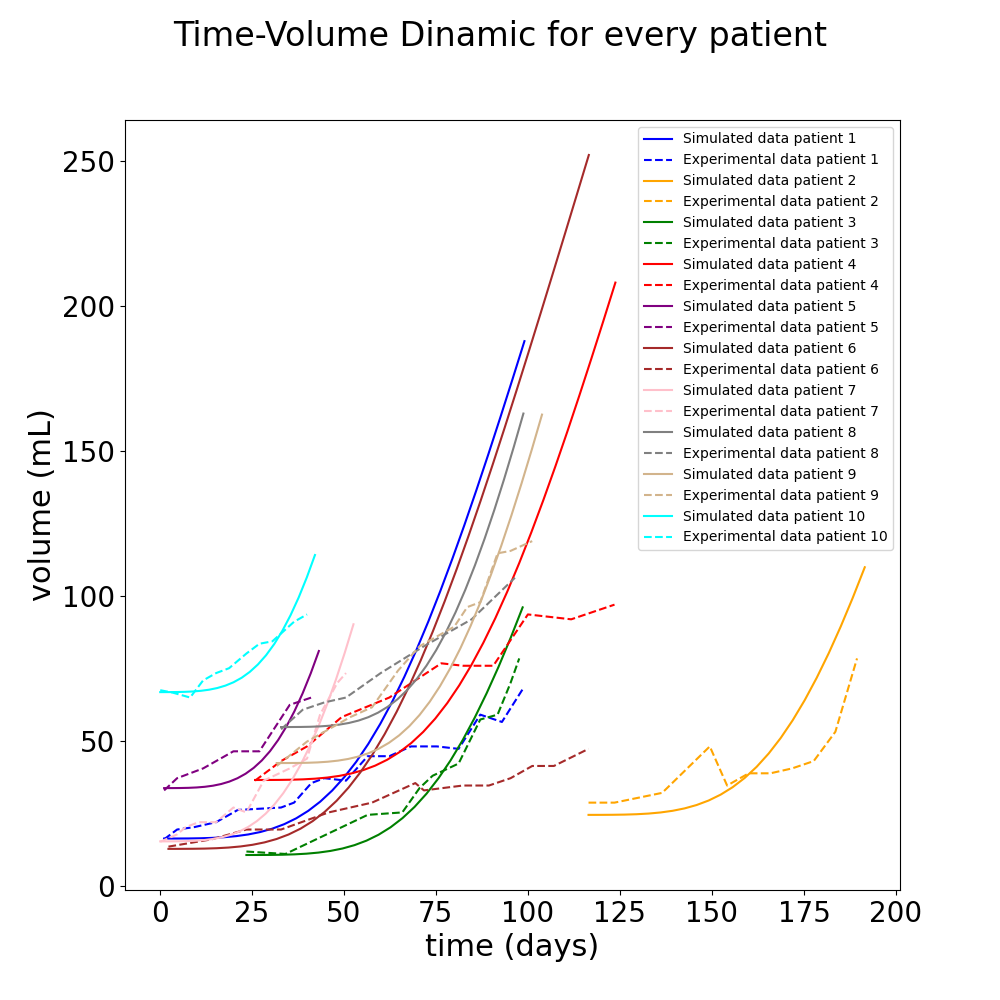 Time-Volume Dinamic for every patient
Simulated data patient 1
Experimental data patient 1
Simulated data patient 2
Experimental data patient 2
Simulated data patient 3
Experimental data patient 3
Simulated data patient 4
Experimental data patient 4
Simulated data patient 5
Experimental data patient 5
Simulated data patient 6
Experimental data patient 6
Simulated data patient 7
Experimental data patient 7
Simulated data patient 8
Experimental data patient 8
Simulated data patient 9
Experimental data patient 9
Simulated data patient 10
Experimental data patient 10
volume (mL)
250
200
150
100
50
0
0 25 50 75 100 125 150 175 200
time (days)